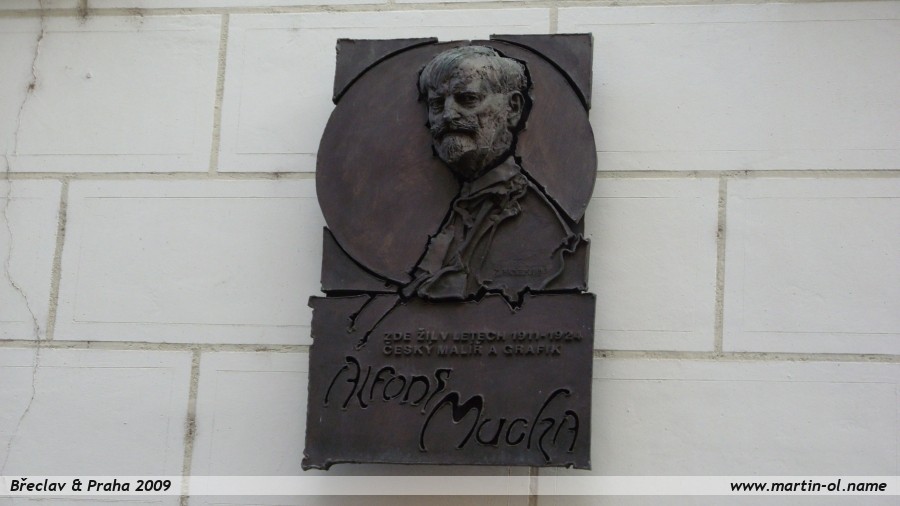 ZDE ŽIL V LETECH 1911-1924
ČESKÝ MALÍŘ A GRAFIK
Alfons
Mucha
Břeclav & Praha 2009
www.martin-ol.name